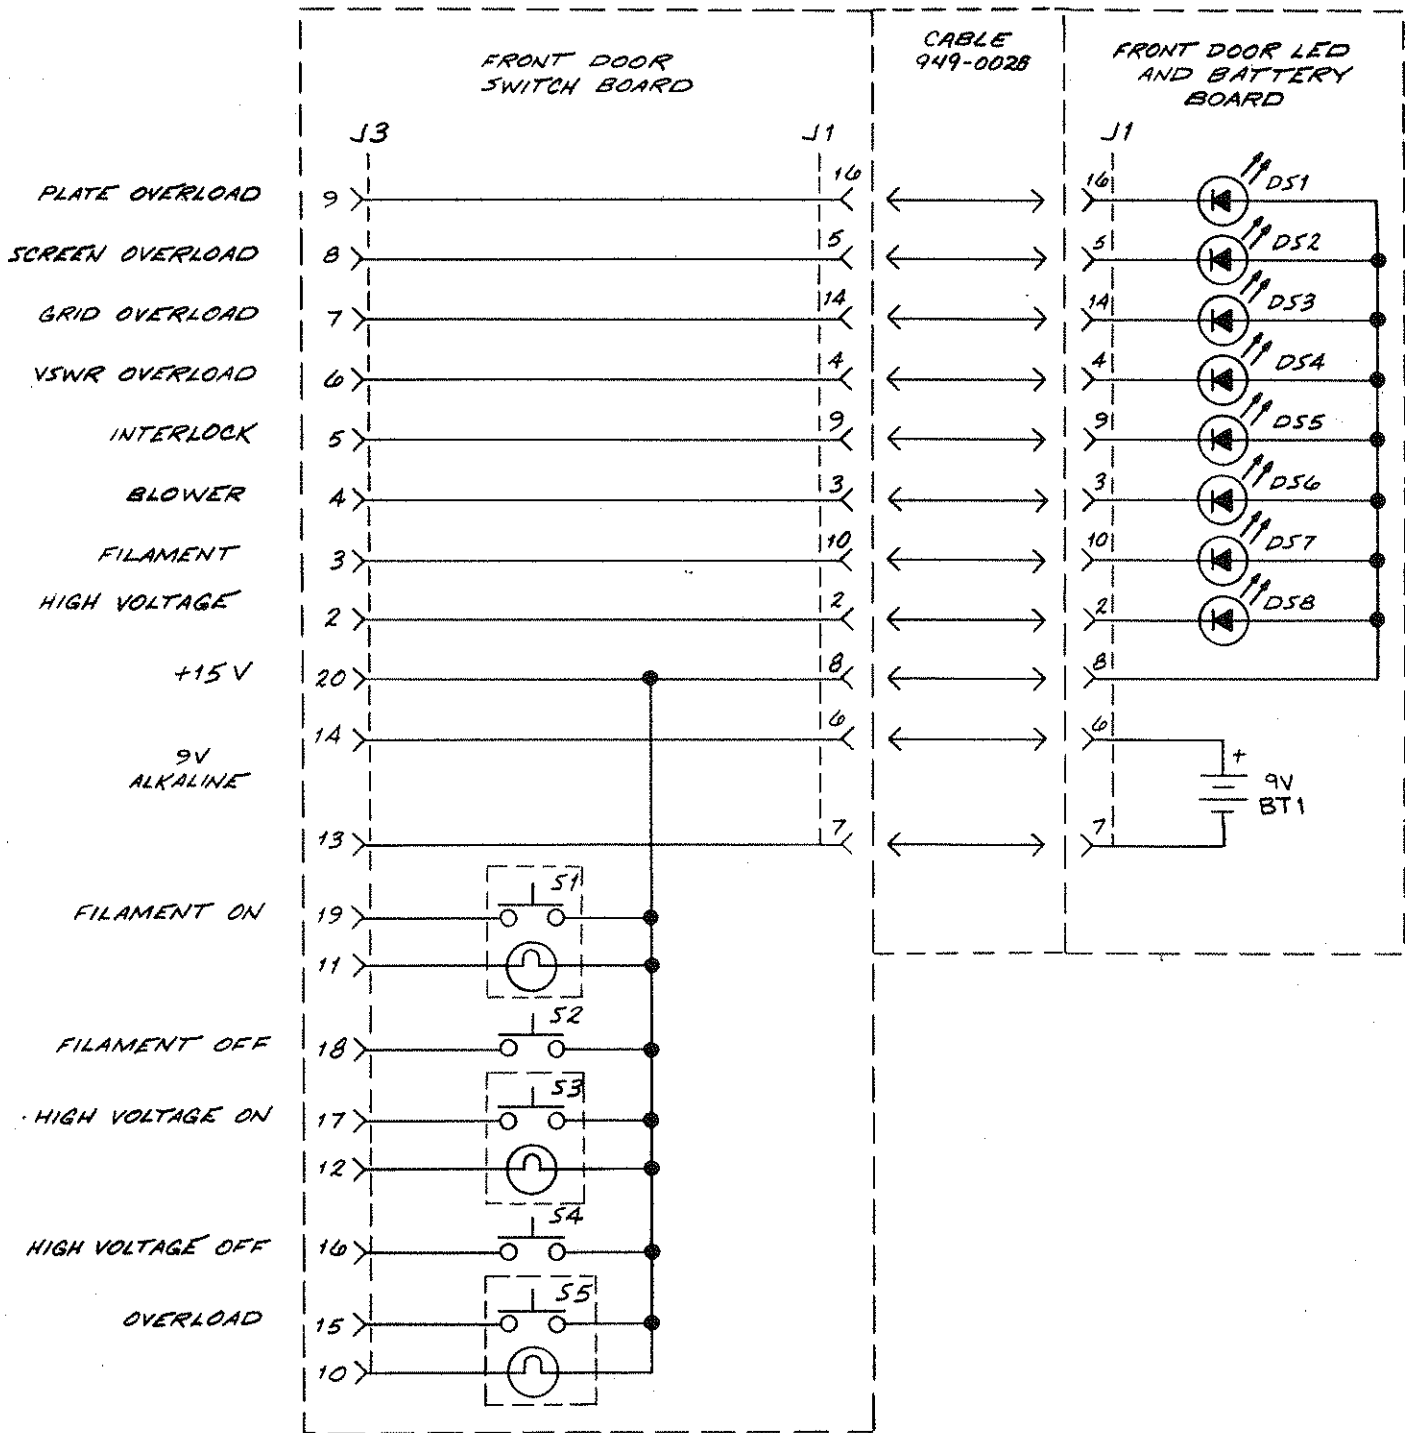 FRONT DOOR
SWITCH BOARD
CABLE
949-0028
FRONT DOOR LED
AND BATTERY
BOARD
J3
J1
J1
PLATE OVERLOAD 9 16 16 DS1
SCREEN OVERLOAD 8 5 5 DS2
GRID OVERLOAD 7 14 14 DS3
VSWR OVERLOAD 6 4 4 DS4
INTERLOCK 5 9 9 DS5
BLOWER 4 3 3 DS6
FILAMENT 3 10 10 DS7
HIGH VOLTAGE 2 2 2 DS8
+15 V 20 8 8
14 6 6
9V
ALKALINE
+
9V
BT1
13 7 7
S1
FILAMENT ON 19
11
S2
FILAMENT OFF 18
S3
HIGH VOLTAGE ON 17
12
S4
HIGH VOLTAGE OFF 16
S5
OVERLOAD 15
10